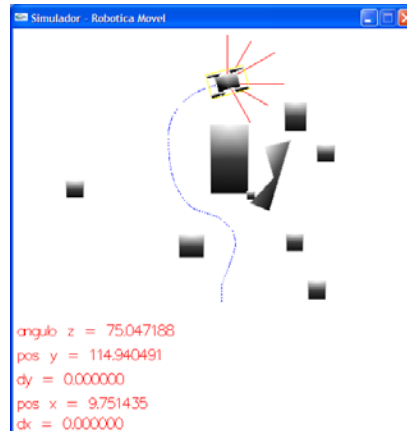 Simulador - Robotica Movel
angulo z = 75.047188
pos y = 114.940491
dy = 0.000000
pos x = 9.751435
dx = 0.000000